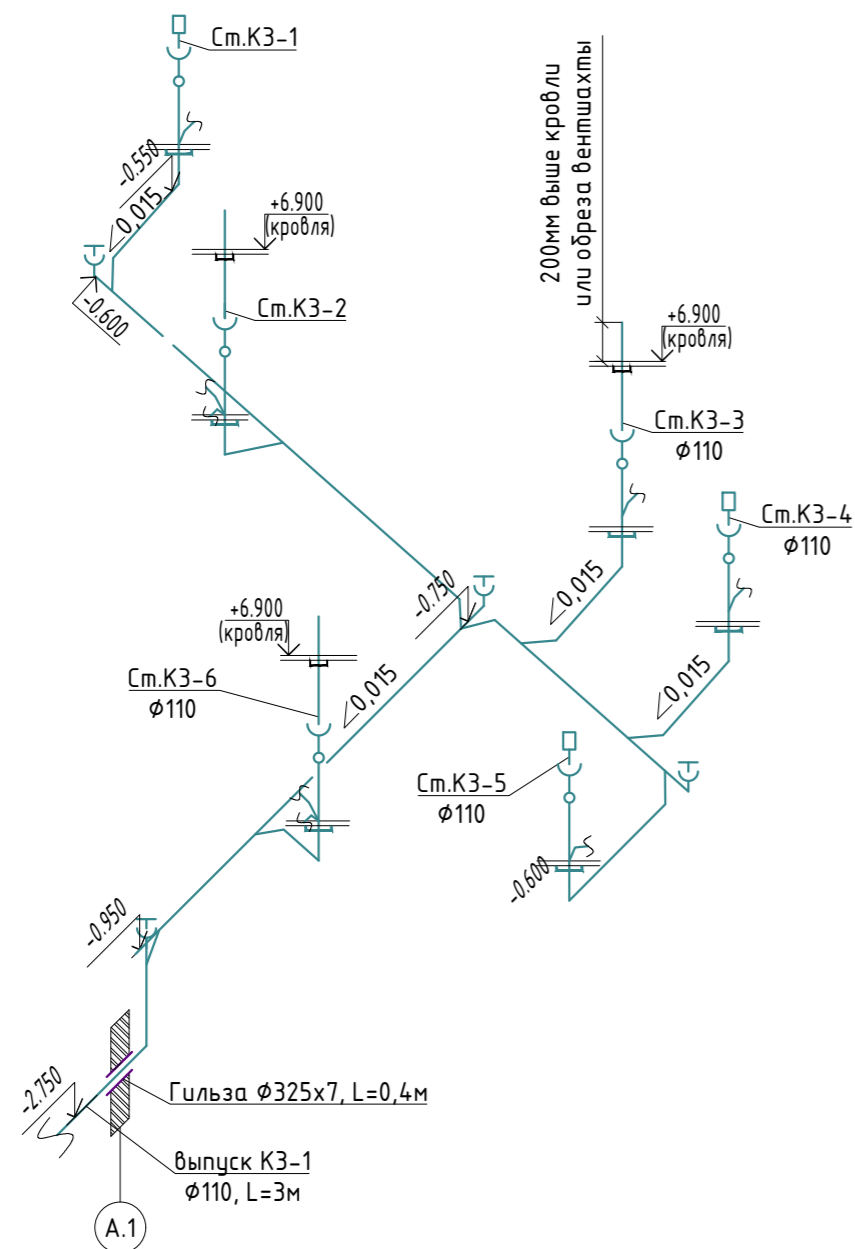 Ст.К3-1
-0.550
∠0,015
+6.900
(кровля)
200мм выше кровли
или обреза вентшахты
-0.600
Ст.К3-2
+6.900
(кровля)
Ст.К3-3
Ф110
Ст.К3-4
Ф110
-0.750
∠0,015
+6.900
(кровля)
Ст.К3-6
Ф110
∠0,015
∠0,015
Ст.К3-5
Ф110
-0.600
-0.950
-2.750
Гильза Ф325х7, L=0,4м
выпуск К3-1
Ф110, L=3м
А.1